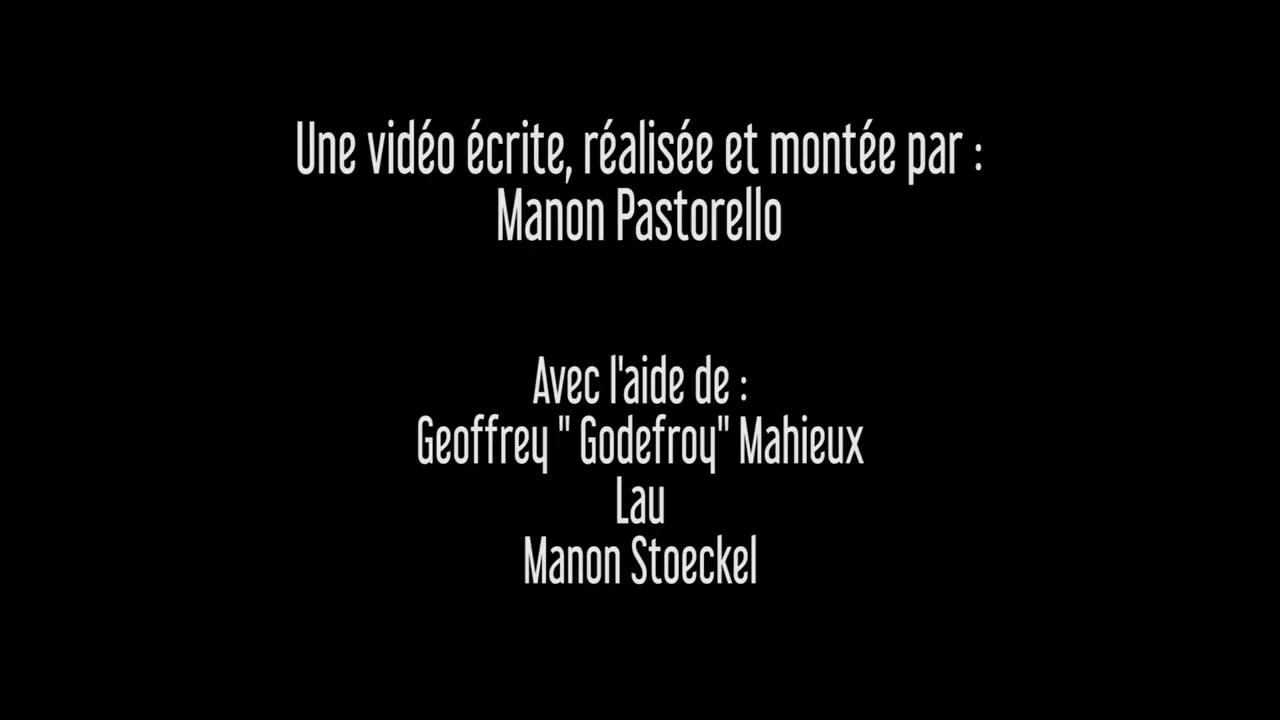 Une vidéo écrite, réalisée et montée par :
Manon Pastorello
Avec l'aide de :
Geoffrey " Godefroy" Mahieux
Lau
Manon Stoeckel